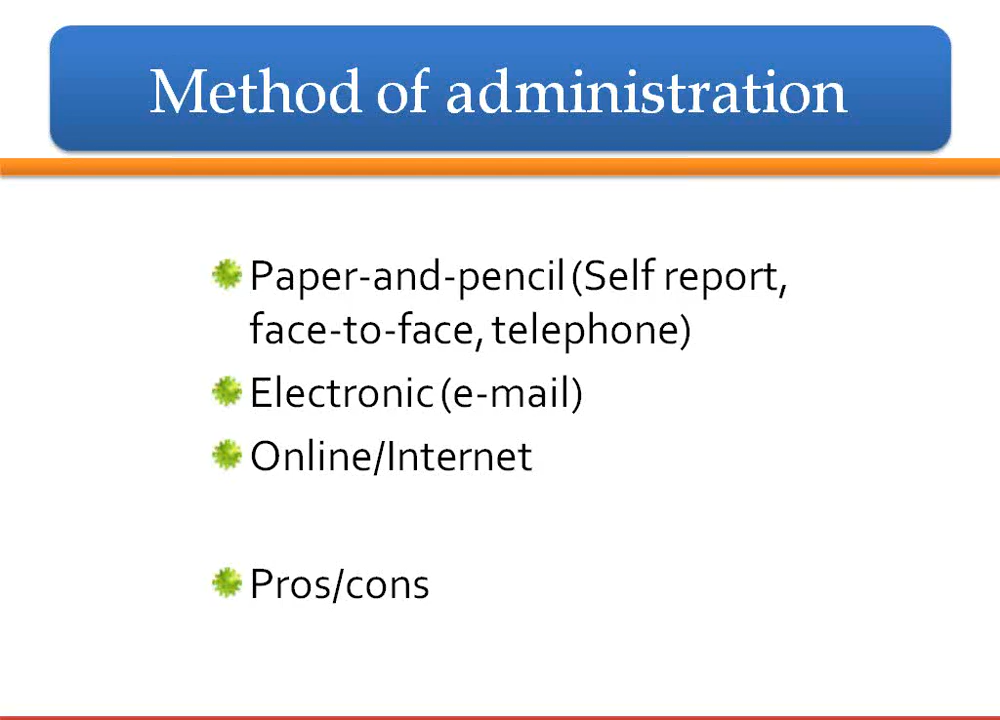 Method of administration
Paper-and-pencil (Self report,
face-to-face, telephone)
Electronic (e-mail)
Online/Internet
Pros/cons